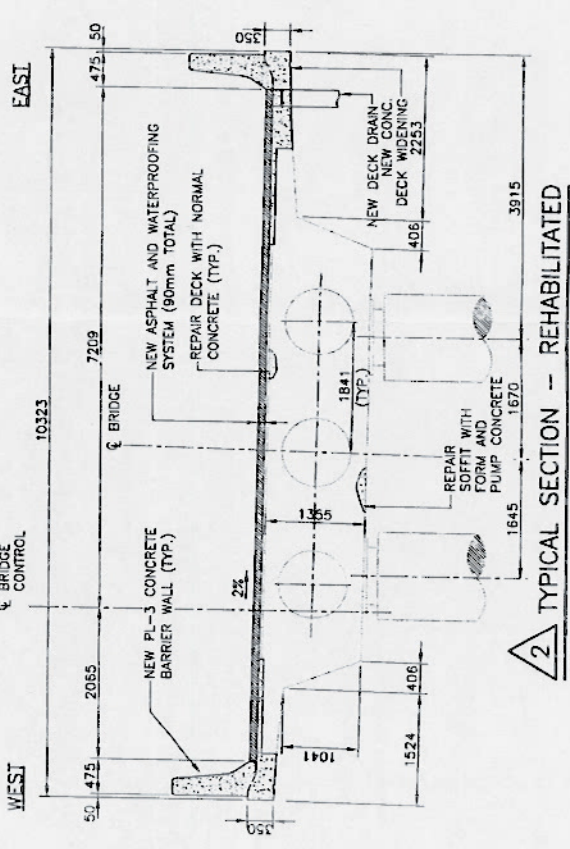 WEST
EAST
℄ BRIDGE
CONTROL
10323
50
475
2065
7209
475
50
℄ BRIDGE
NEW PL-3 CONCRETE
BARRIER WALL (TYP.)
NEW ASPHALT AND WATERPROOFING
SYSTEM (90mm TOTAL)
REPAIR DECK WITH NORMAL
CONCRETE (TYP.)
2%
350
350
1355
1041
1841
(TYP.)
REPAIR
SOFFIT WITH
FORM AND
PUMP CONCRETE
NEW DECK DRAIN
NEW CONC.
DECK WIDENING
2253
406
406
1524
1645
1670
3915
2
TYPICAL SECTION -- REHABILITATED